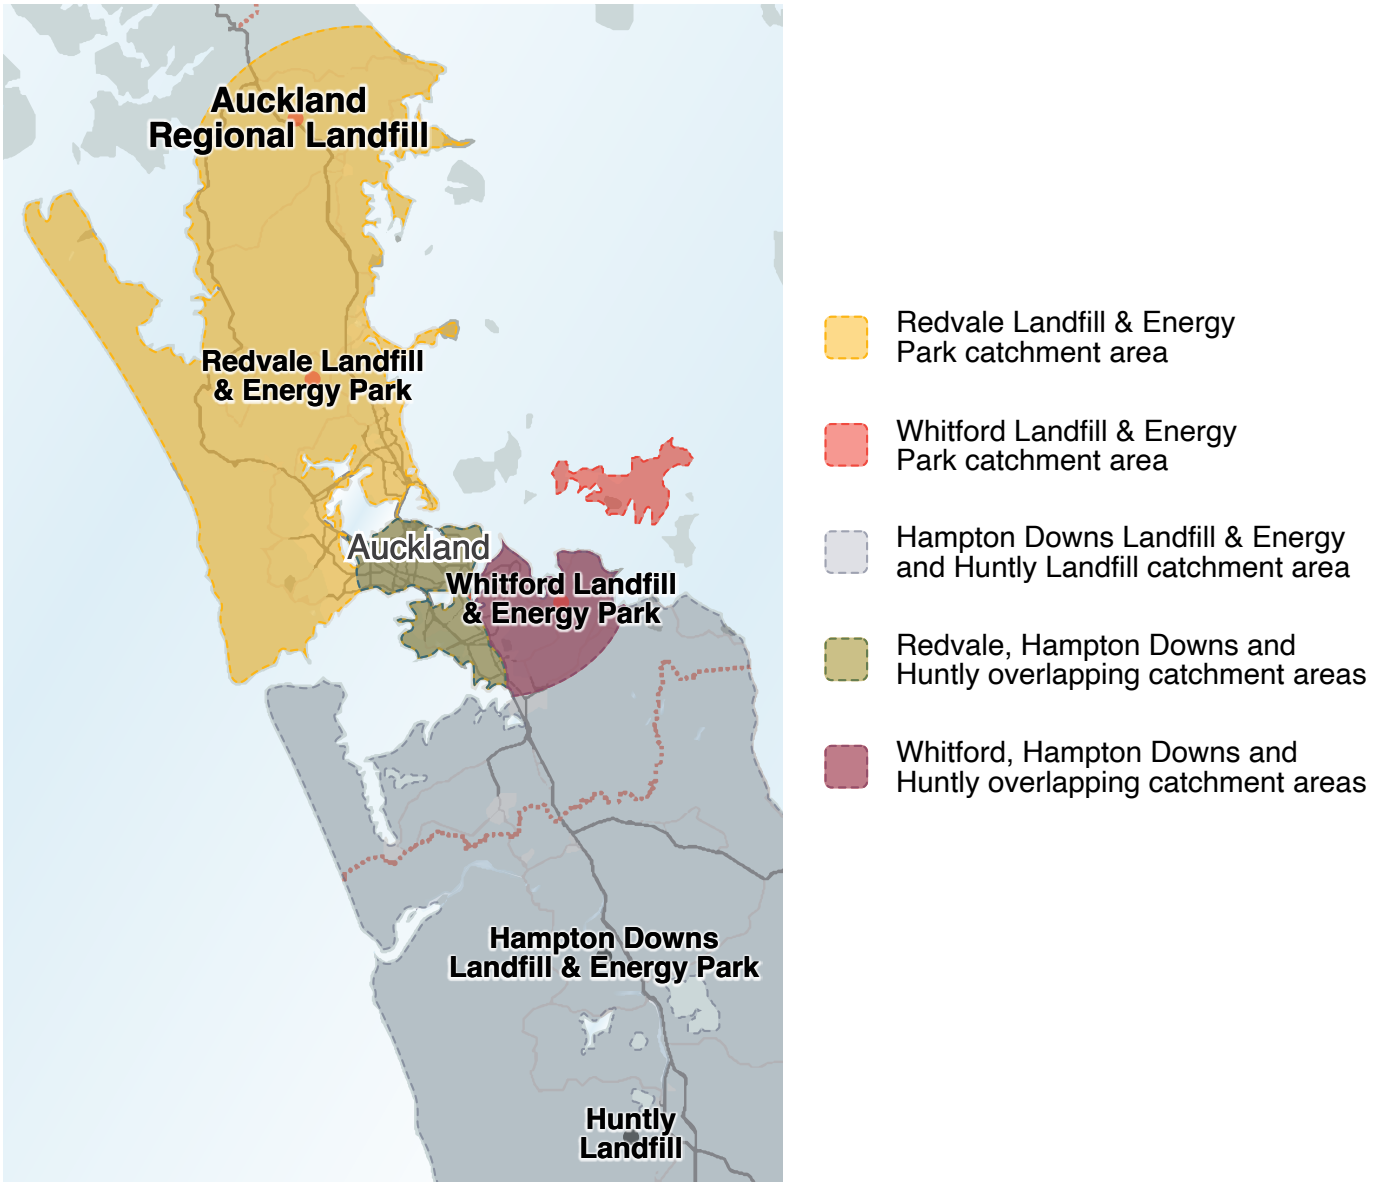 Auckland
Regional Landfill
Redvale Landfill
& Energy Park
Auckland
Whitford Landfill
& Energy Park
Hampton Downs
Landfill & Energy Park
Huntly
Landfill
Redvale Landfill & Energy
Park catchment area
Whitford Landfill & Energy
Park catchment area
Hampton Downs Landfill & Energy
and Huntly Landfill catchment area
Redvale, Hampton Downs and
Huntly overlapping catchment areas
Whitford, Hampton Downs and
Huntly overlapping catchment areas